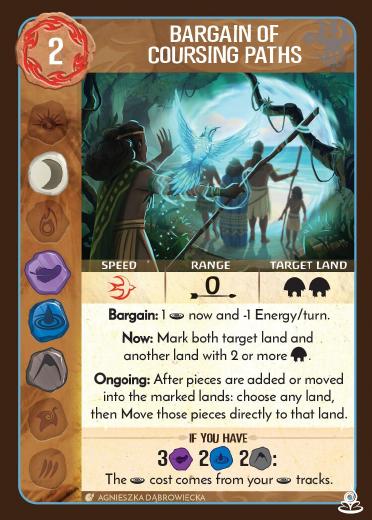 2
BARGAIN OF
COURSING PATHS
SPEED RANGE TARGET LAND
0
Bargain: 1 now and -1 Energy/turn.
Now: Mark both target land and
another land with 2 or more .
Ongoing: After pieces are added or moved
into the marked lands: choose any land,
then Move those pieces directly to that land.
IF YOU HAVE
3 2 2 :
The cost comes from your tracks.
AGNIESZKA DĄBROWIECKA